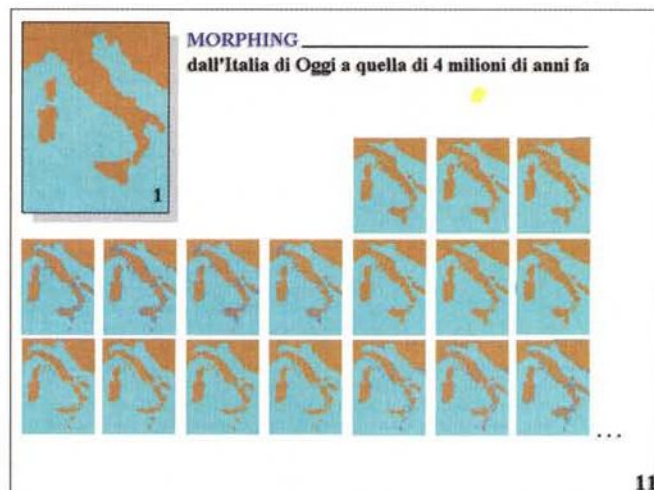 MORPHING
dall'Italia di Oggi a quella di 4 milioni di anni fa
1
...
11